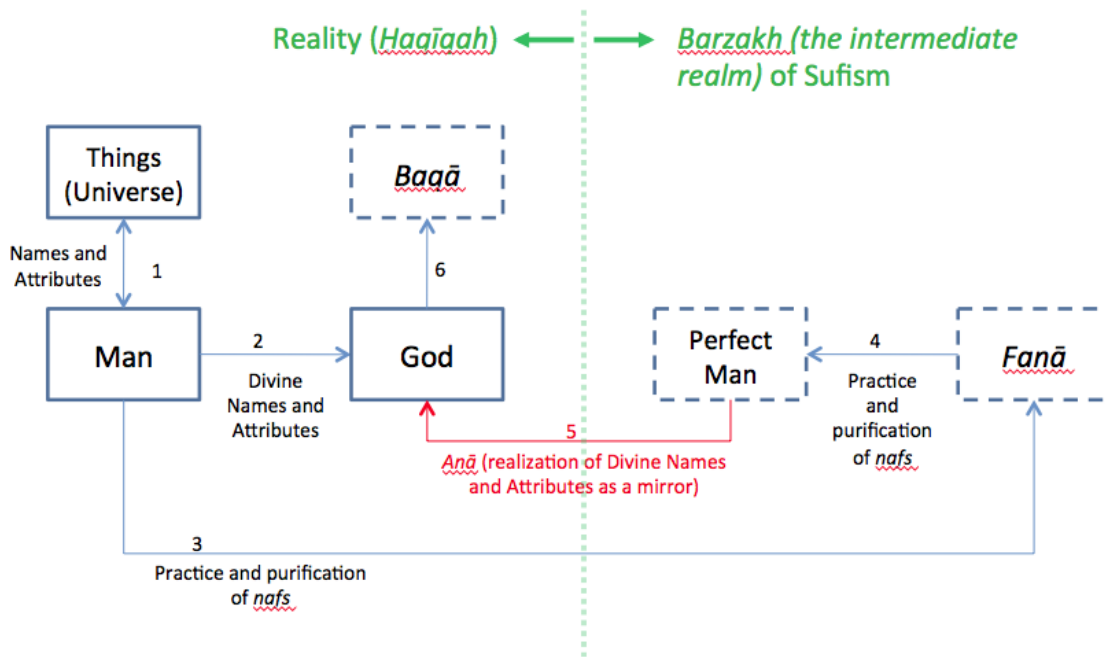 Reality (Haqīqah)
Barzakh (the intermediate
realm) of Sufism
Things
(Universe)
Baqā
Names and
Attributes
1
6
Man
2
Divine
Names and
Attributes
God
Perfect
Man
4
Practice
and
purification
of nafs
Fanā
5
Anā (realization of Divine Names
and Attributes as a mirror)
3
Practice and purification
of nafs